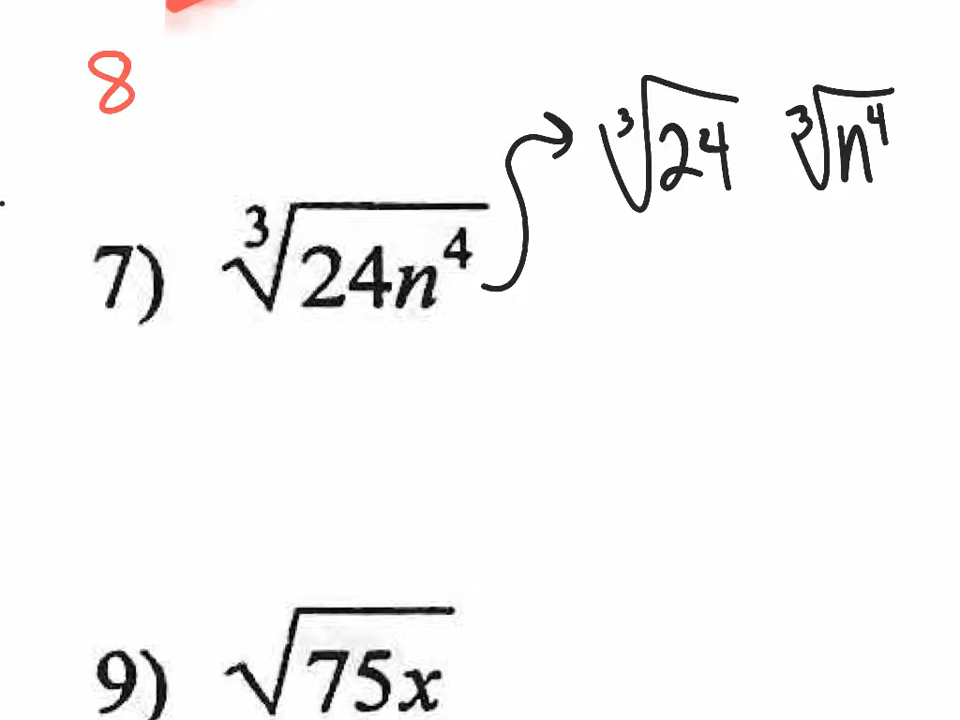 8
∛24 ∛n⁴
7) ∛24n⁴
9) √75x